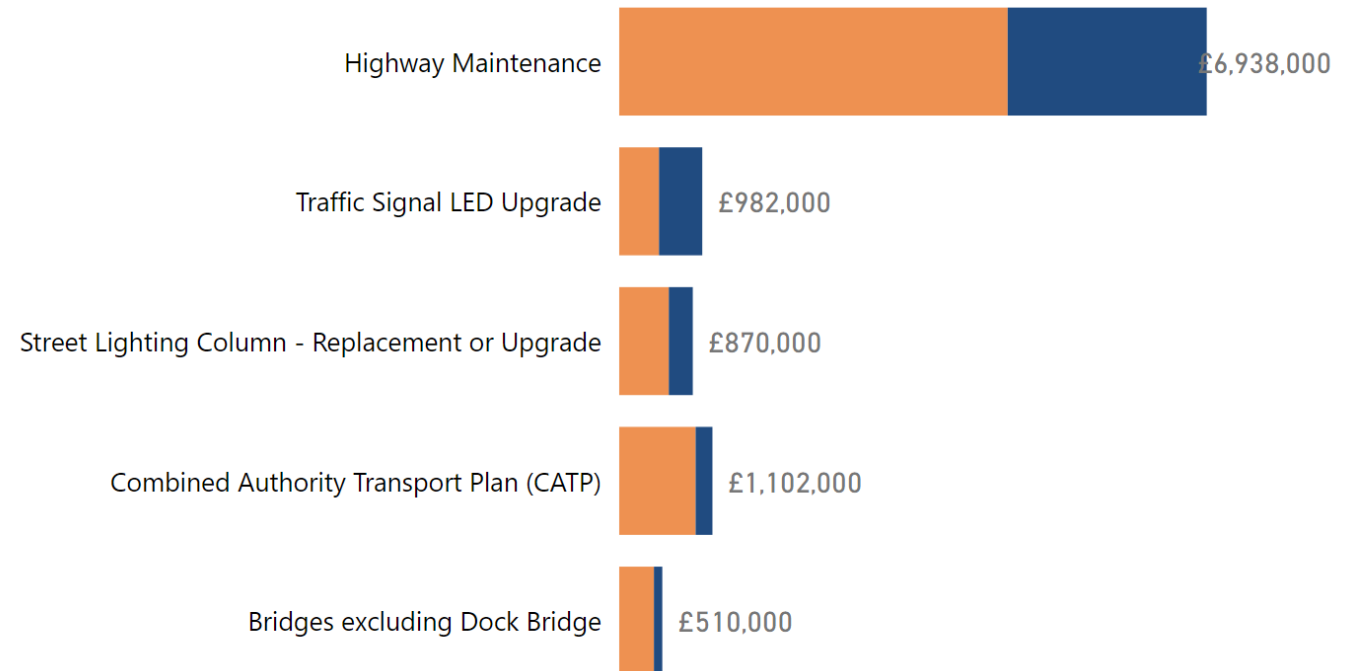 Highway Maintenance £6,938,000
Traffic Signal LED Upgrade £982,000
Street Lighting Column - Replacement or Upgrade £870,000
Combined Authority Transport Plan (CATP) £1,102,000
Bridges excluding Dock Bridge £510,000